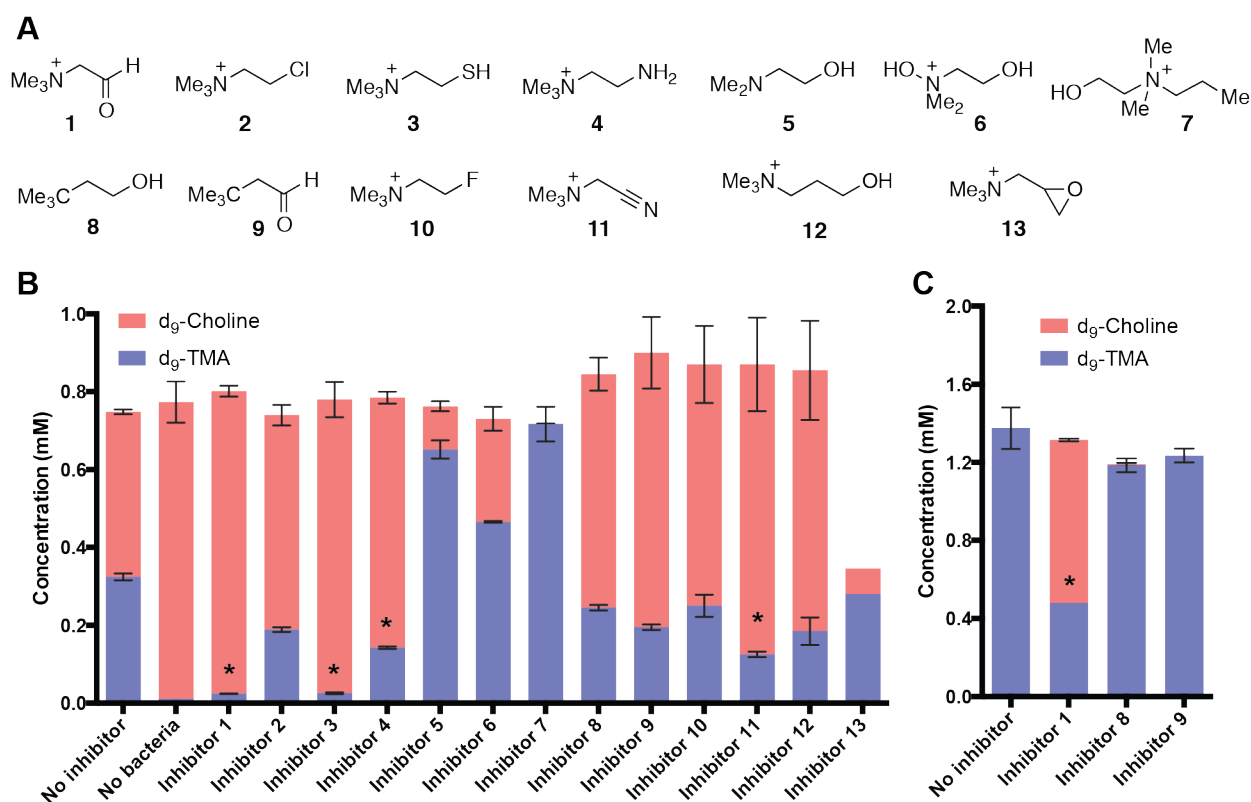 A
Me3N + H O
1
Me3N + Cl
2
Me3N + SH
3
Me3N + NH2
4
Me2N OH
5
HO N + Me2 OH
6
HO Me N + Me Me
7
Me3C OH
8
Me3C H O
9
Me3N + F
10
Me3N + N
11
Me3N + OH
12
Me3N + O
13
B
d9-Choline
d9-TMA
Concentration (mM)
1.0
0.8
0.6
0.4
0.2
0.0
*
*
*
*
No inhibitor
No bacteria
Inhibitor 1
Inhibitor 2
Inhibitor 3
Inhibitor 4
Inhibitor 5
Inhibitor 6
Inhibitor 7
Inhibitor 8
Inhibitor 9
Inhibitor 10
Inhibitor 11
Inhibitor 12
Inhibitor 13
C
d9-Choline
d9-TMA
Concentration (mM)
2.0
1.6
1.2
0.8
0.4
0.0
*
No inhibitor
Inhibitor 1
Inhibitor 8
Inhibitor 9